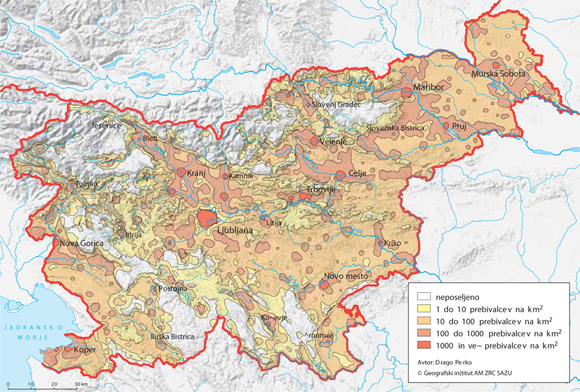 Murska Sobota
Maribor
Slovenj Gradec
Ptuj
Slovenska Bistrica
Jesenice
Velenje
Bled
Kranj
Kamnik
Celje
Tolmin
Trbovlje
Litija
Ljubljana
Idrija
Nova Gorica
Krško
Novo mesto
Postojna
JADRANSKO
MORJE
Ilirska Bistrica
Koper
neposeljeno
1 do 10 prebivalcev na km²
10 do 100 prebivalcev na km²
100 do 1000 prebivalcev na km²
1000 in ve~ prebivalcev na km²
Avtor: Drago Perko
© Geografski inštitut AM ZRC SAZU
0 10 20 30 km